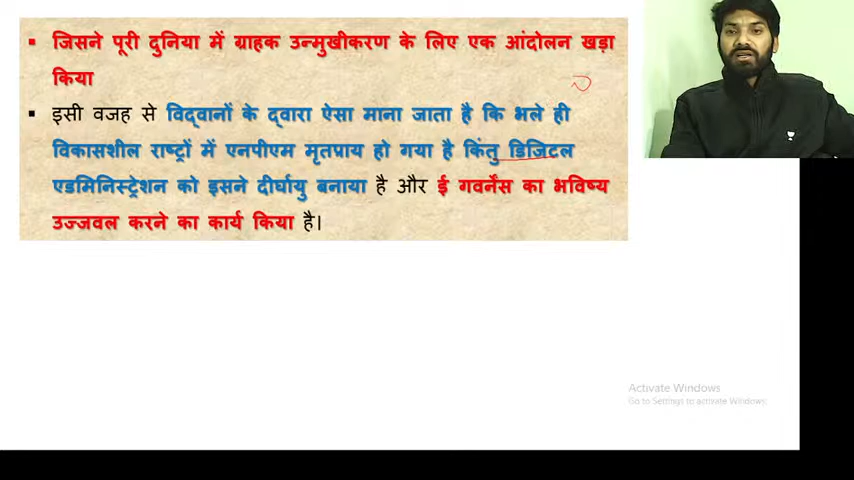 ▪ जिसने पूरी दुनिया में ग्राहक उन्मुखीकरण के लिए एक आंदोलन खड़ा
किया
▪ इसी वजह से विद्वानों के द्वारा ऐसा माना जाता है कि भले ही
विकासशील राष्ट्रों में एनपीएम मृतप्राय हो गया है किंतु डिजिटल
एडमिनिस्ट्रेशन को इसने दीर्घायु बनाया है और ई गवर्नेंस का भविष्य
उज्जवल करने का कार्य किया है।
Activate Windows
Go to Settings to activate Windows.